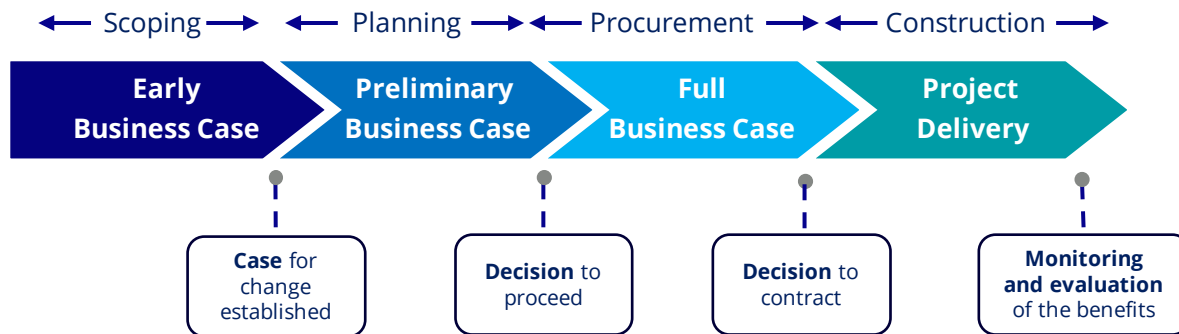 Scoping
Planning
Procurement
Construction
Early
Business Case
Preliminary
Business Case
Full
Business Case
Project
Delivery
Case for
change
established
Decision to
proceed
Decision to
contract
Monitoring
and evaluation
of the benefits